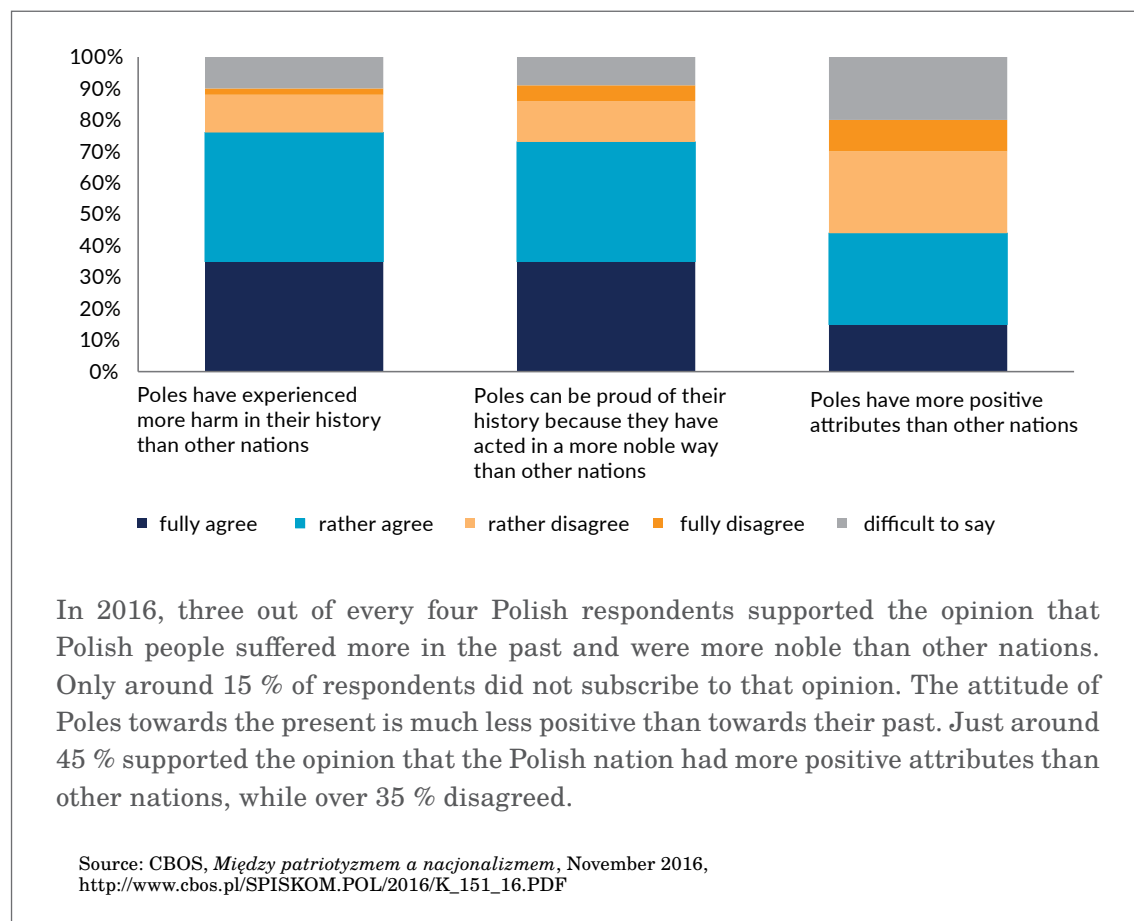 100%
90%
80%
70%
60%
50%
40%
30%
20%
10%
0%
Poles have experienced
more harm in their history
than other nations
Poles can be proud of their
history because they have
acted in a more noble way
than other nations
Poles have more positive
attributes than other nations
fully agree rather agree rather disagree fully disagree difficult to say
In 2016, three out of every four Polish respondents supported the opinion that
Polish people suffered more in the past and were more noble than other nations.
Only around 15 % of respondents did not subscribe to that opinion. The attitude of
Poles towards the present is much less positive than towards their past. Just around
45 % supported the opinion that the Polish nation had more positive attributes than
other nations, while over 35 % disagreed.
Source: CBOS, Między patriotyzmem a nacjonalizmem, November 2016,
http://www.cbos.pl/SPISKOM.POL/2016/K_151_16.PDF